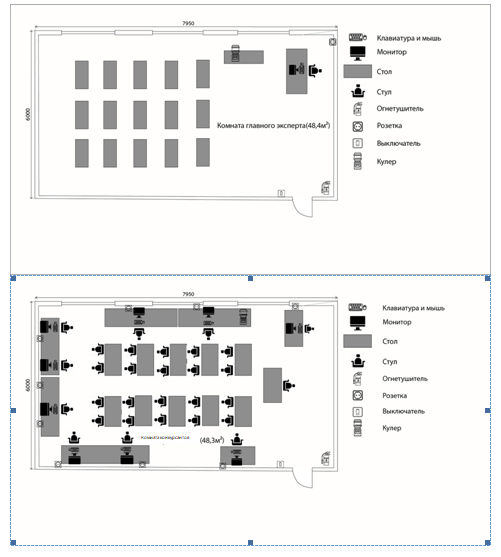 7950
6000
Комната главного эксперта(48,4м²)
Клавиатура и мышь
Монитор
Стол
Стул
Огнетушитель
Розетка
Выключатель
Кулер
7950
6000
(48,3м²)
Клавиатура и мышь
Монитор
Стол
Стул
Огнетушитель
Розетка
Выключатель
Кулер